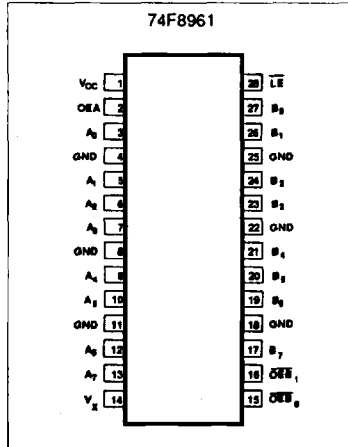 74F8961
VCC 1 28 LE
OEA 2 27 B0
A0 3 26 B1
GND 4 25 GND
A1 5 24 B2
A2 6 23 B3
A3 7 22 GND
GND 8 21 B4
A4 9 20 B5
A5 10 19 B6
GND 11 18 GND
A6 12 17 B7
A7 13 16 OEB1
VX 14 15 OEB0